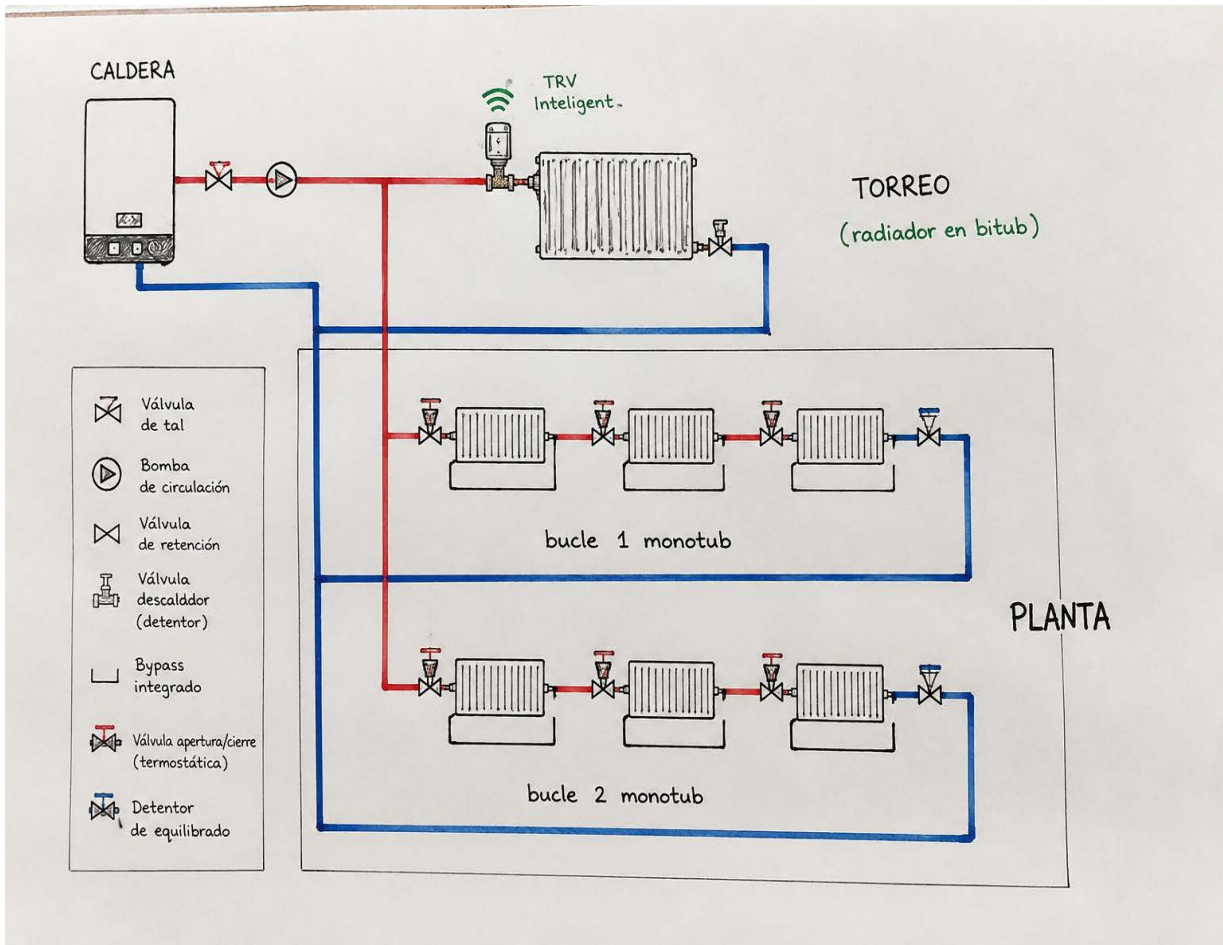 CALDERA
TRV
Inteligent.
TORREO
(radiador en bitub)
Válvula
de tal
Bomba
de circulación
Válvula
de retención
Válvula
descalddor
(detentor)
Bypass
integrado
Válvula apertura/cierre
(termostática)
Detentor
de equilibrado
bucle 1 monotub
PLANTA
bucle 2 monotub